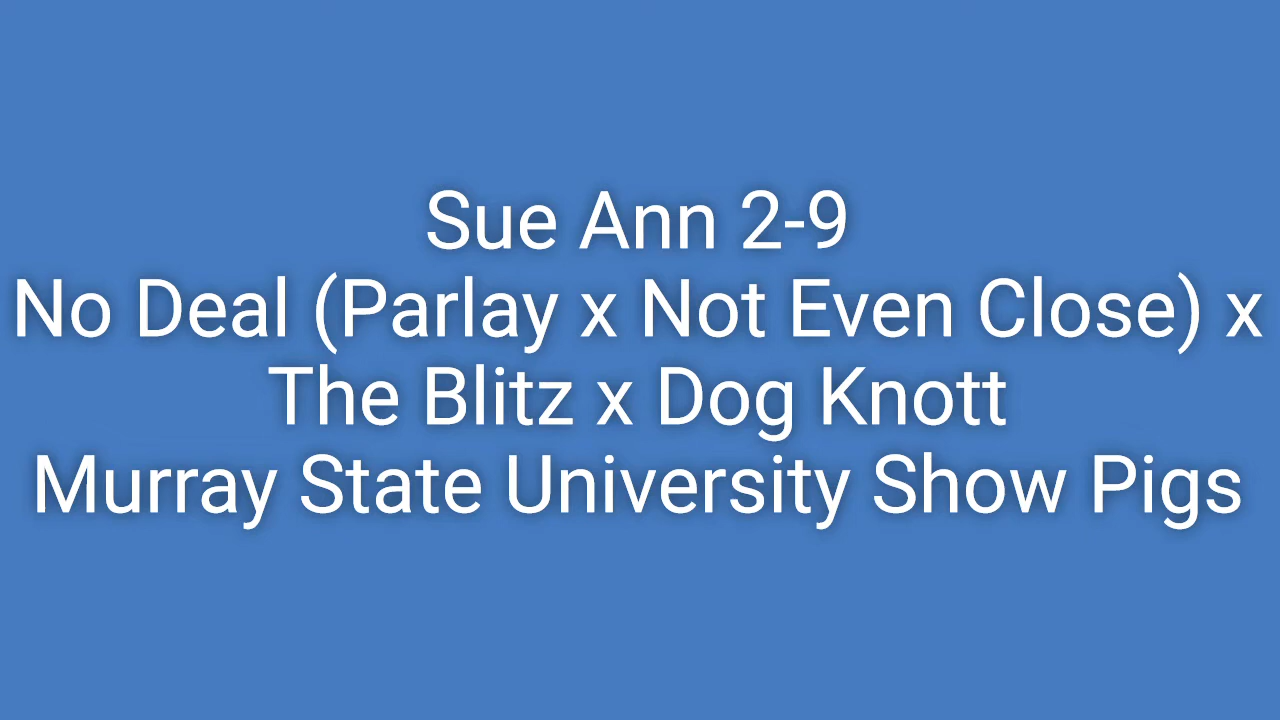 Sue Ann 2-9
No Deal (Parlay x Not Even Close) x
The Blitz x Dog Knott
Murray State University Show Pigs